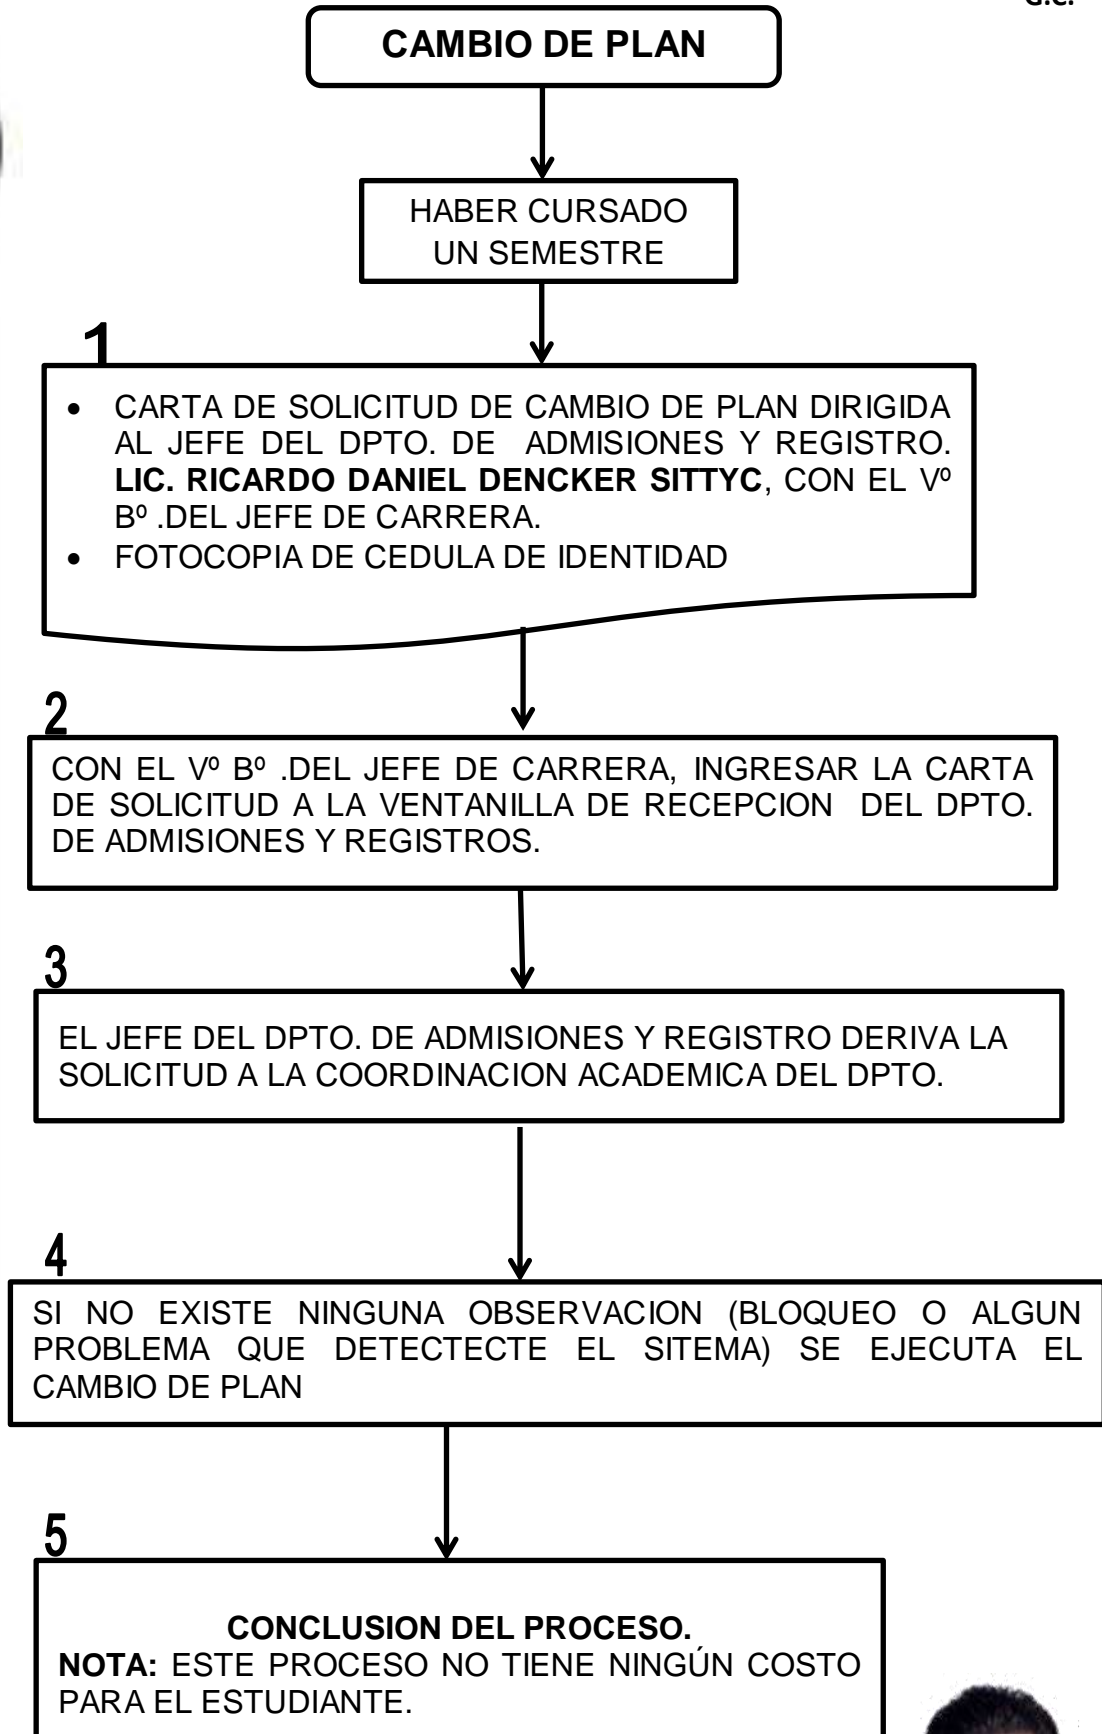 G.C.
CAMBIO DE PLAN
HABER CURSADO
UN SEMESTRE
1
• CARTA DE SOLICITUD DE CAMBIO DE PLAN DIRIGIDA
AL JEFE DEL DPTO. DE ADMISIONES Y REGISTRO.
LIC. RICARDO DANIEL DENCKER SITTYC, CON EL Vº
Bº .DEL JEFE DE CARRERA.
• FOTOCOPIA DE CEDULA DE IDENTIDAD
2
CON EL Vº Bº .DEL JEFE DE CARRERA, INGRESAR LA CARTA
DE SOLICITUD A LA VENTANILLA DE RECEPCION DEL DPTO.
DE ADMISIONES Y REGISTROS.
3
EL JEFE DEL DPTO. DE ADMISIONES Y REGISTRO DERIVA LA
SOLICITUD A LA COORDINACION ACADEMICA DEL DPTO.
4
SI NO EXISTE NINGUNA OBSERVACION (BLOQUEO O ALGUN
PROBLEMA QUE DETECTECTE EL SITEMA) SE EJECUTA EL
CAMBIO DE PLAN
5
CONCLUSION DEL PROCESO.
NOTA: ESTE PROCESO NO TIENE NINGÚN COSTO
PARA EL ESTUDIANTE.